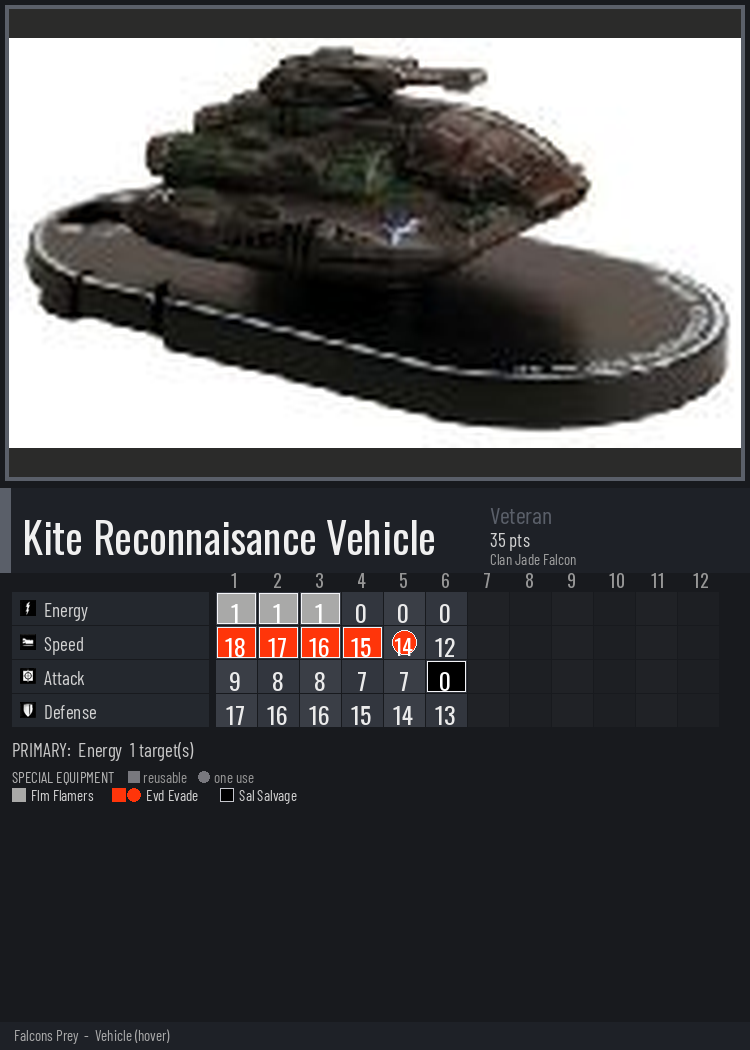 Kite Reconnaisance Vehicle
Veteran
35 pts
Clan Jade Falcon
1 2 3 4 5 6 7 8 9 10 11 12
Energy 1 1 1 0 0 0
Speed 18 17 16 15 14 12
Attack 9 8 8 7 7 0
Defense 17 16 16 15 14 13
PRIMARY: Energy 1 target(s)
SPECIAL EQUIPMENT reusable one use
Flm Flamers Evd Evade Sal Salvage
Falcons Prey - Vehicle (hover)